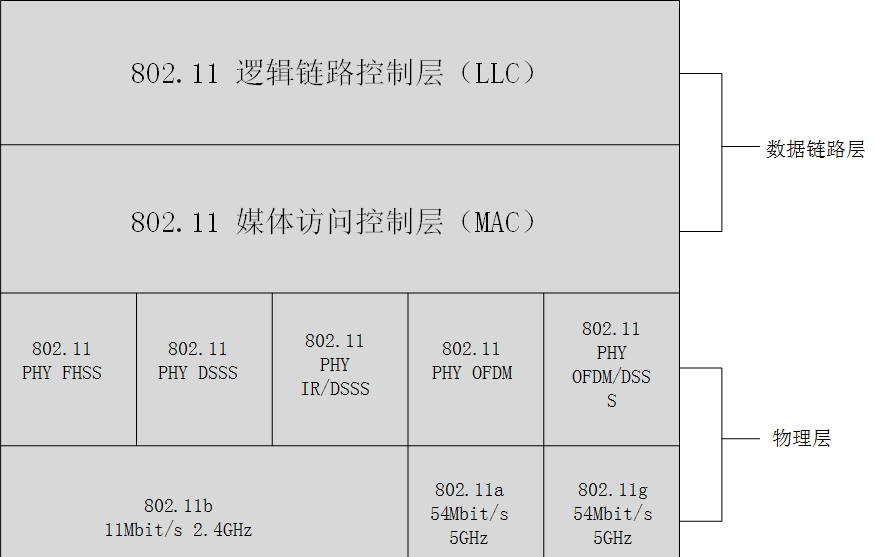 802.11 逻辑链路控制层（LLC）
数据链路层
802.11 媒体访问控制层（MAC）
802.11
PHY FHSS
802.11
PHY DSSS
802.11
PHY
IR/DSSS
802.11
PHY OFDM
802.11
PHY
OFDM/DSS
S
物理层
802.11b
11Mbit/s 2.4GHz
802.11a
54Mbit/s
5GHz
802.11g
54Mbit/s
5GHz